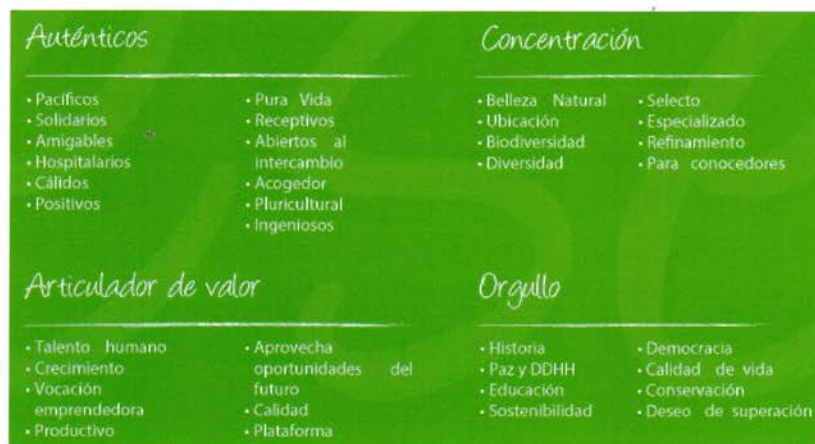 Auténticos
• Pacíficos
• Solidarios
• Amigables
• Hospitalarios
• Cálidos
• Positivos
• Pura Vida
• Receptivos
• Abiertos al
intercambio
• Acogedor
• Pluricultural
• Ingeniosos
Concentración
• Belleza Natural
• Ubicación
• Biodiversidad
• Diversidad
• Selecto
• Especializado
• Refinamiento
• Para conocedores
Articulador de valor
• Talento humano
• Crecimiento
• Vocación
emprendedora
• Productivo
• Aprovecha
oportunidades del
futuro
• Calidad
• Plataforma
Orgullo
• Historia
• Paz y DDHH
• Educación
• Sostenibilidad
• Democracia
• Calidad de vida
• Conservación
• Deseo de superación